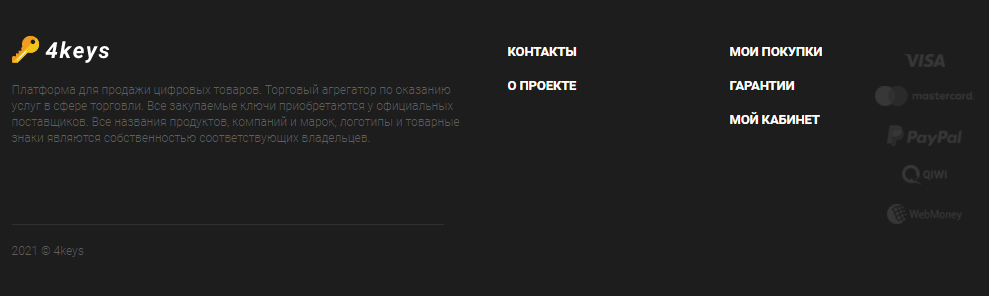 4keys
Платформа для продажи цифровых товаров. Торговый агрегатор по оказанию
услуг в сфере торговли. Все закупаемые ключи приобретаются у официальных
поставщиков. Все названия продуктов, компаний и марок, логотипы и товарные
знаки являются собственностью соответствующих владельцев.
2021 © 4keys
КОНТАКТЫ
О ПРОЕКТЕ
МОИ ПОКУПКИ
ГАРАНТИИ
МОЙ КАБИНЕТ
VISA
mastercard.
PayPal
QIWI
WebMoney